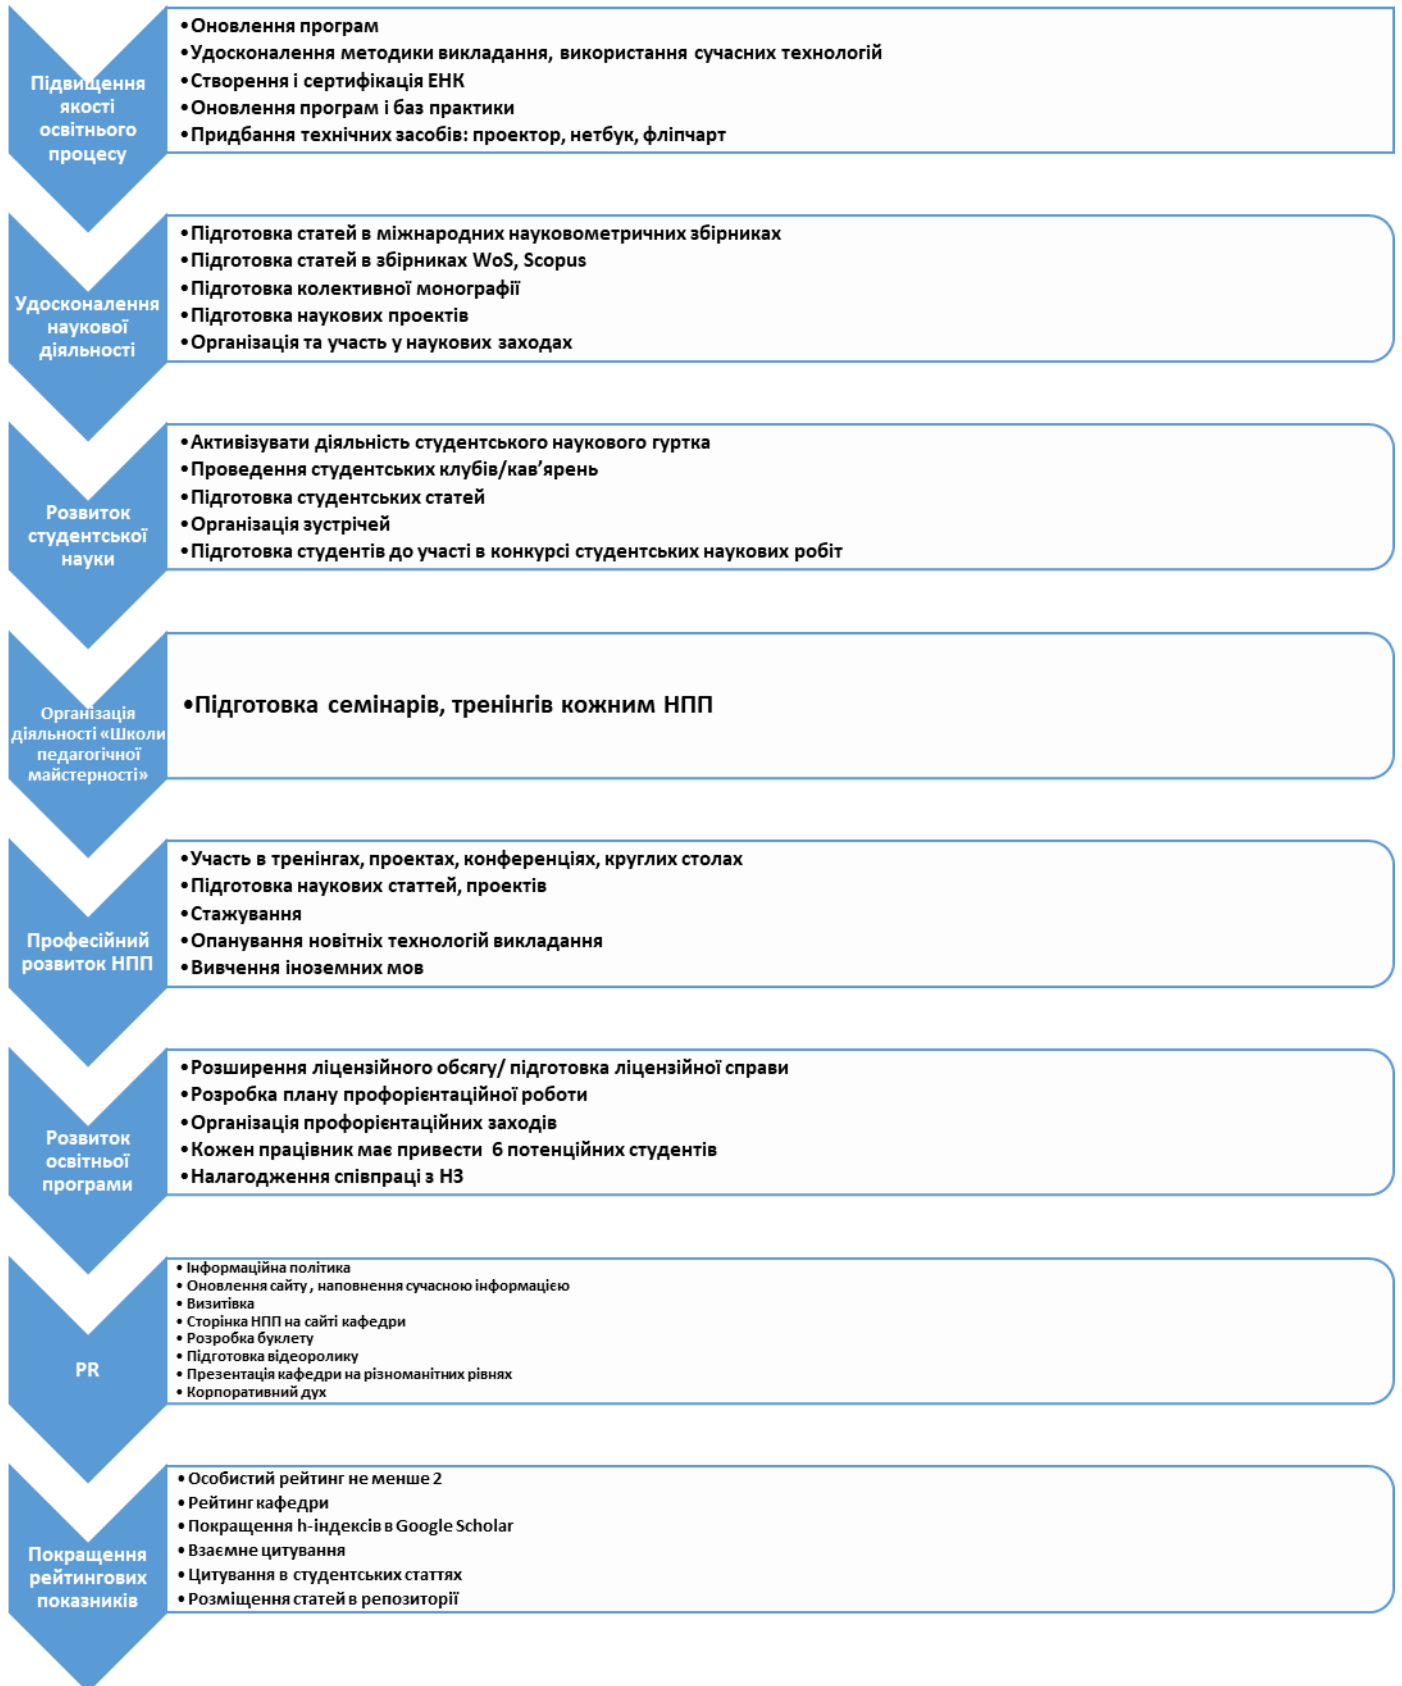 Підвищення
якості
освітнього
процесу
•Оновлення програм
•Удосконалення методики викладання, використання сучасних технологій
•Створення і сертифікація ЕНК
•Оновлення програм і баз практики
•Придбання технічних засобів: проектор, нетбук, фліпчарт
Удосконалення
наукової
діяльності
•Підготовка статей в міжнародних науковометричних збірниках
•Підготовка статей в збірниках WoS, Scopus
•Підготовка колективної монографії
•Підготовка наукових проектів
•Організація та участь у наукових заходах
Розвиток
студентської
науки
•Активізувати діяльність студентського наукового гуртка
•Проведення студентських клубів/кав’ярень
•Підготовка студентських статей
•Організація зустрічей
•Підготовка студентів до участі в конкурсі студентських наукових робіт
Організація
діяльності «Школи
педагогічної
майстерності»
•Підготовка семінарів, тренінгів кожним НПП
Професійний
розвиток НПП
•Участь в тренінгах, проектах, конференціях, круглих столах
•Підготовка наукових статтей, проектів
•Стажування
•Опанування новітніх технологій викладання
•Вивчення іноземних мов
Розвиток
освітньої
програми
•Розширення ліцензійного обсягу/ підготовка ліцензійної справи
•Розробка плану профорієнтаційної роботи
•Організація профорієнтаційних заходів
•Кожен працівник має привести 6 потенційних студентів
•Налагодження співпраці з НЗ
PR
• Інформаційна політика
• Оновлення сайту , наповнення сучасною інформацією
• Визитівка
• Сторінка НПП на сайті кафедри
• Розробка буклету
• Підготовка відеоролику
• Презентація кафедри на різноманітних рівнях
• Корпоративний дух
Покращення
рейтингових
показників
• Особистий рейтинг не менше 2
• Рейтинг кафедри
• Покращення h-індексів в Google Scholar
• Взаємне цитування
• Цитування в студентських статтях
• Розміщення статей в репозиторії